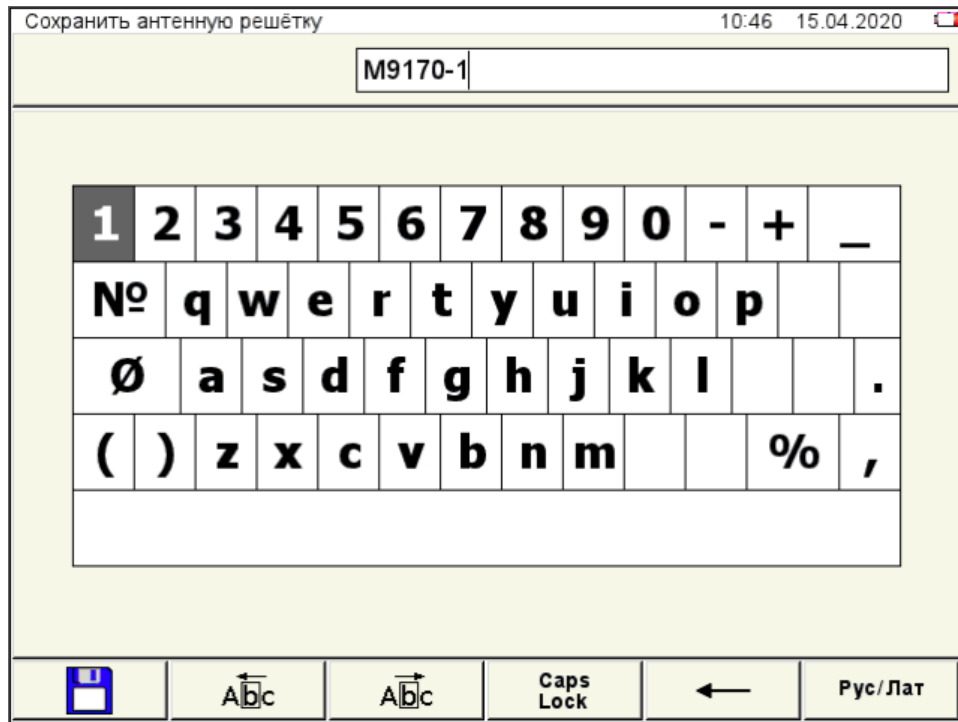 Сохранить антенную решётку 10:46 15.04.2020
M9170-1
1 2 3 4 5 6 7 8 9 0 - + _
№ q w e r t y u i o p
Ø a s d f g h j k l .
( ) z x c v b n m % ,
Abc Abc Caps Lock ← Рус/Лат